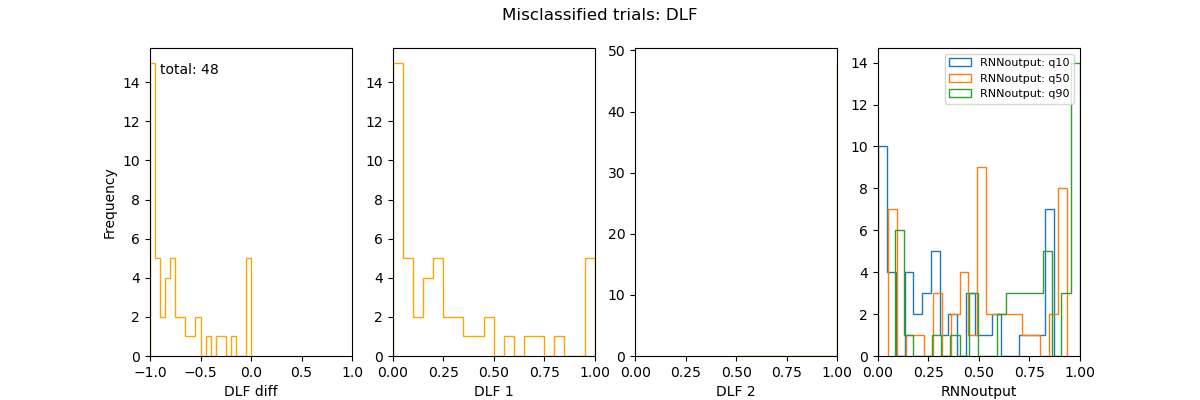 Misclassified trials: DLF
total: 48
Frequency
0
2
4
6
8
10
12
14
−1.0 −0.5 0.0 0.5 1.0
DLF diff
0
2
4
6
8
10
12
14
0.00 0.25 0.50 0.75 1.00
DLF 1
0
10
20
30
40
50
0.00 0.25 0.50 0.75 1.00
DLF 2
RNNoutput: q10
RNNoutput: q50
RNNoutput: q90
0
2
4
6
8
10
12
14
0.00 0.25 0.50 0.75 1.00
RNNoutput